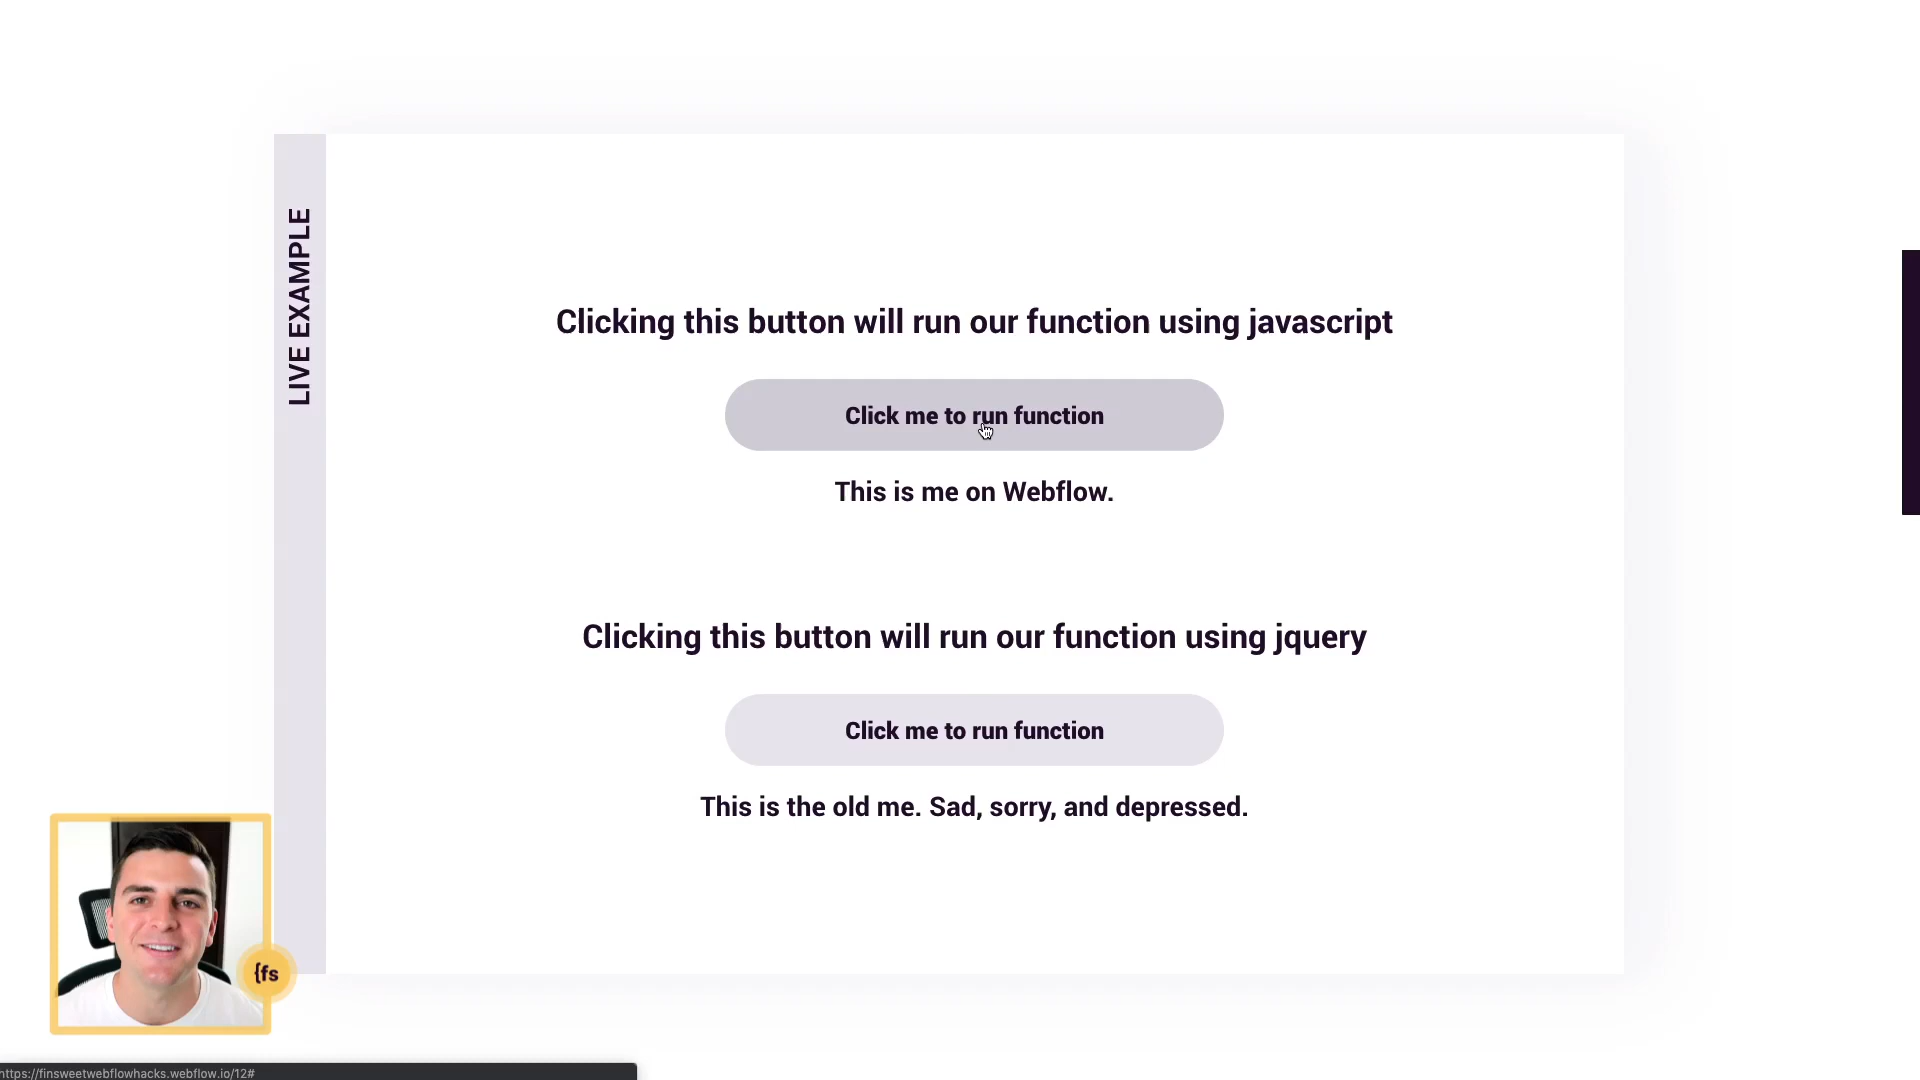 LIVE EXAMPLE
Clicking this button will run our function using javascript
Click me to run function
This is me on Webflow.
Clicking this button will run our function using jquery
Click me to run function
This is the old me. Sad, sorry, and depressed.
{fs
https://finsweetwebflowhacks.webflow.io/12#